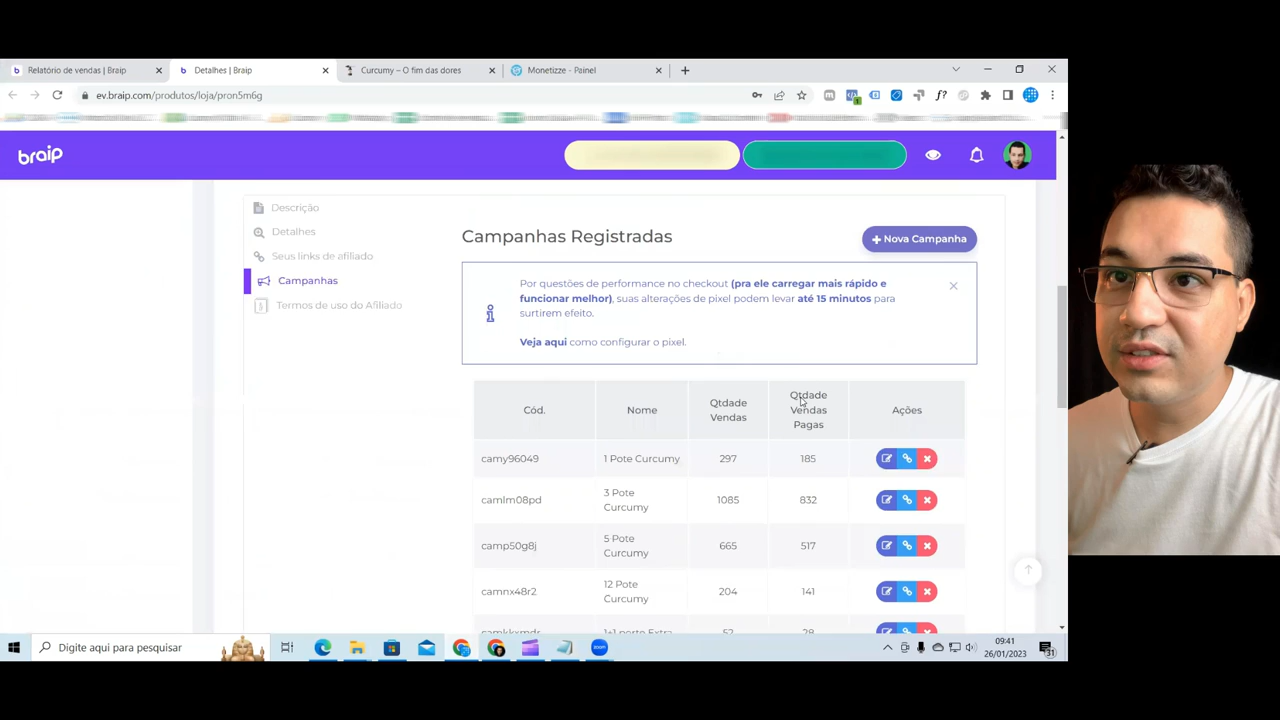 Relatório de vendas | Braip
Detalhes | Braip
Curcumy – O fim das dores
Monetizze - Painel
ev.braip.com/produtos/loja/pron5m6g
braip
Descrição
Detalhes
Seus links de afiliado
Campanhas
Termos de uso do Afiliado
Campanhas Registradas
+ Nova Campanha
Por questões de performance no checkout (pra ele carregar mais rápido e
funcionar melhor), suas alterações de pixel podem levar até 15 minutos para
surtirem efeito.
Veja aqui como configurar o pixel.
Cód. Nome Qtdade Vendas Qtdade Vendas Pagas Ações
camy96049 1 Pote Curcumy 297 185
camlm08pd 3 Pote Curcumy 1085 832
camp50g8j 5 Pote Curcumy 665 517
camnx48r2 12 Pote Curcumy 204 141
Digite aqui para pesquisar
zoom
09:41
26/01/2023
31